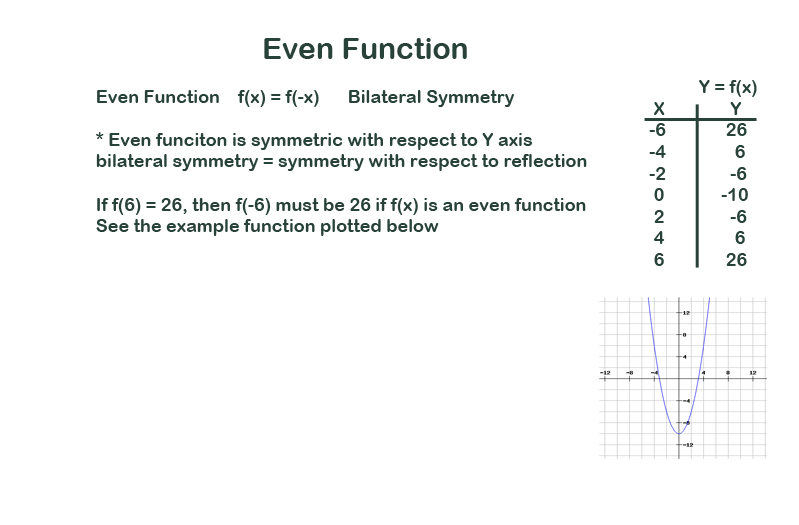 Even Function
Even Function f(x) = f(-x) Bilateral Symmetry
* Even funciton is symmetric with respect to Y axis
bilateral symmetry = symmetry with respect to reflection
If f(6) = 26, then f(-6) must be 26 if f(x) is an even function
See the example function plotted below
Y = f(x)
X Y
-6 26
-4 6
-2 -6
0 -10
2 -6
4 6
6 26
12
8
4
-12 -8 -4 4 8 12
-4
-8
-12